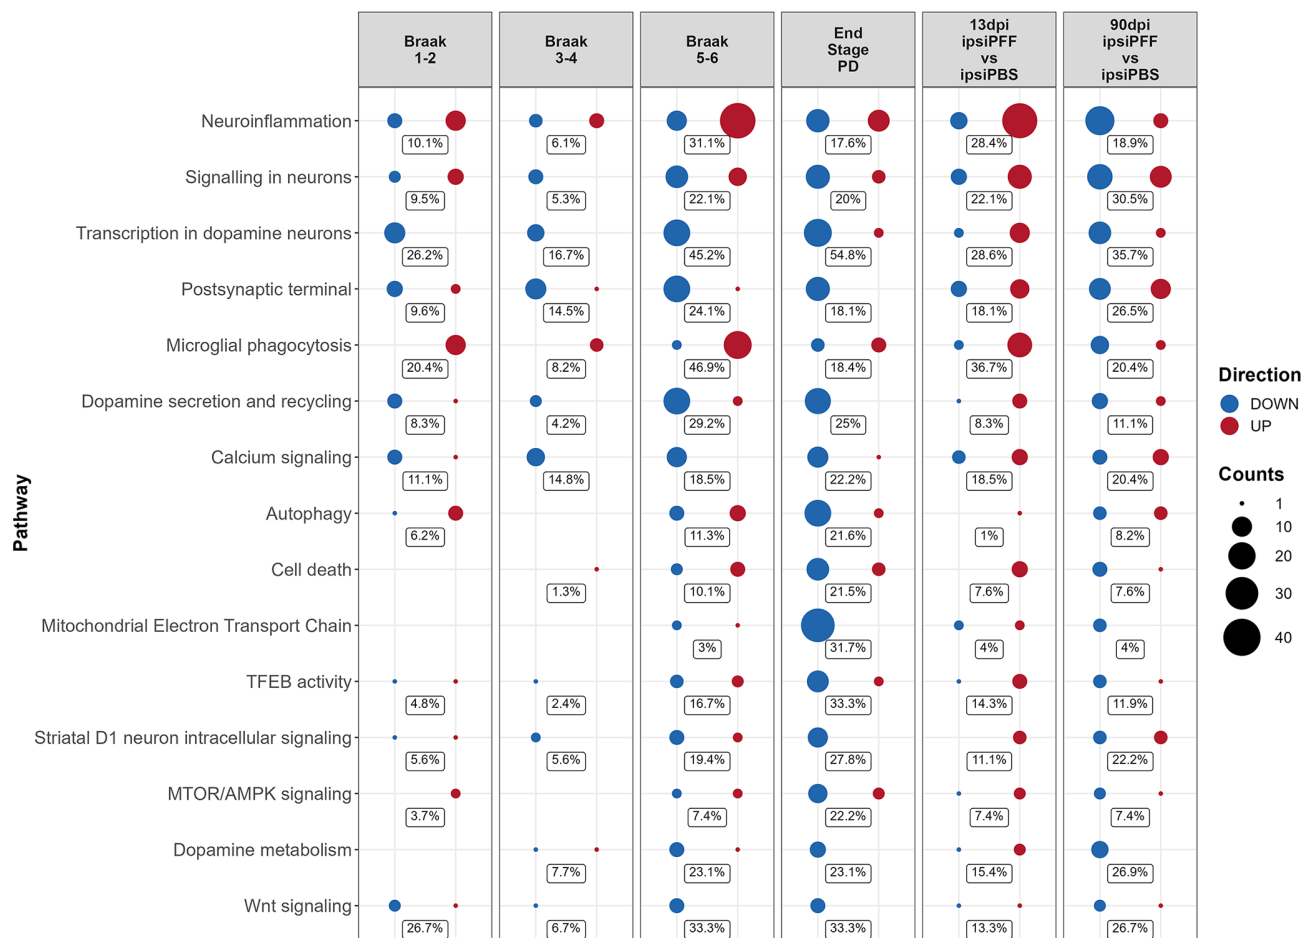 Braak
1-2
Braak
3-4
Braak
5-6
End
Stage
PD
13dpi
ipsiPFF
vs
ipsiPBS
90dpi
ipsiPFF
vs
ipsiPBS
Pathway
Neuroinflammation
10.1% 6.1% 31.1% 17.6% 28.4% 18.9%
Signalling in neurons
9.5% 5.3% 22.1% 20% 22.1% 30.5%
Transcription in dopamine neurons
26.2% 16.7% 45.2% 54.8% 28.6% 35.7%
Postsynaptic terminal
9.6% 14.5% 24.1% 18.1% 18.1% 26.5%
Microglial phagocytosis
20.4% 8.2% 46.9% 18.4% 36.7% 20.4%
Dopamine secretion and recycling
8.3% 4.2% 29.2% 25% 8.3% 11.1%
Calcium signaling
11.1% 14.8% 18.5% 22.2% 18.5% 20.4%
Autophagy
6.2% 11.3% 21.6% 1% 8.2%
Cell death
1.3% 10.1% 21.5% 7.6% 7.6%
Mitochondrial Electron Transport Chain
3% 31.7% 4% 4%
TFEB activity
4.8% 2.4% 16.7% 33.3% 14.3% 11.9%
Striatal D1 neuron intracellular signaling
5.6% 5.6% 19.4% 27.8% 11.1% 22.2%
MTOR/AMPK signaling
3.7% 7.4% 22.2% 7.4% 7.4%
Dopamine metabolism
7.7% 23.1% 23.1% 15.4% 26.9%
Wnt signaling
26.7% 6.7% 33.3% 33.3% 13.3% 26.7%
Direction
DOWN
UP
Counts
1
10
20
30
40